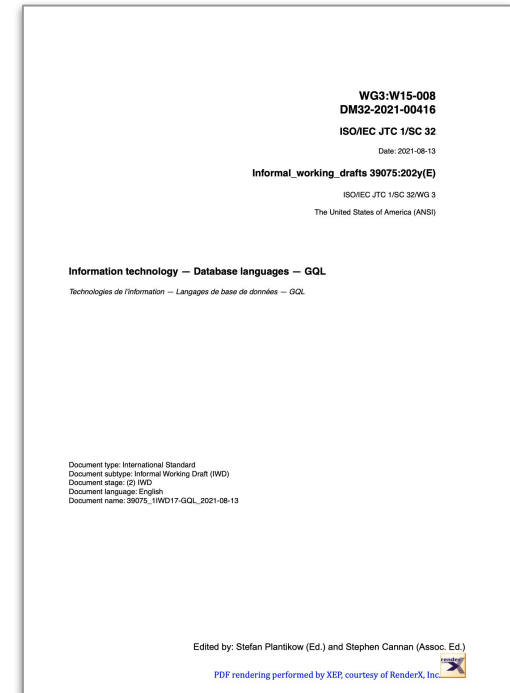 WG3:W15-008
DM32-2021-00416
ISO/IEC JTC 1/SC 32
Date: 2021-08-13
Informal_working_drafts 39075:202y(E)
ISO/IEC JTC 1/SC 32/WG 3
The United States of America (ANSI)
Information technology — Database languages — GQL
Technologies de l'information — Langages de base de données — GQL
Document type: International Standard
Document subtype: Informal Working Draft (IWD)
Document stage: (2) IWD
Document language: English
Document name: 39075_1IWD17-GQL_2021-08-13
Edited by: Stefan Plantikow (Ed.) and Stephen Cannan (Assoc. Ed.)
PDF rendering performed by XEP, courtesy of RenderX, Inc.
renderX